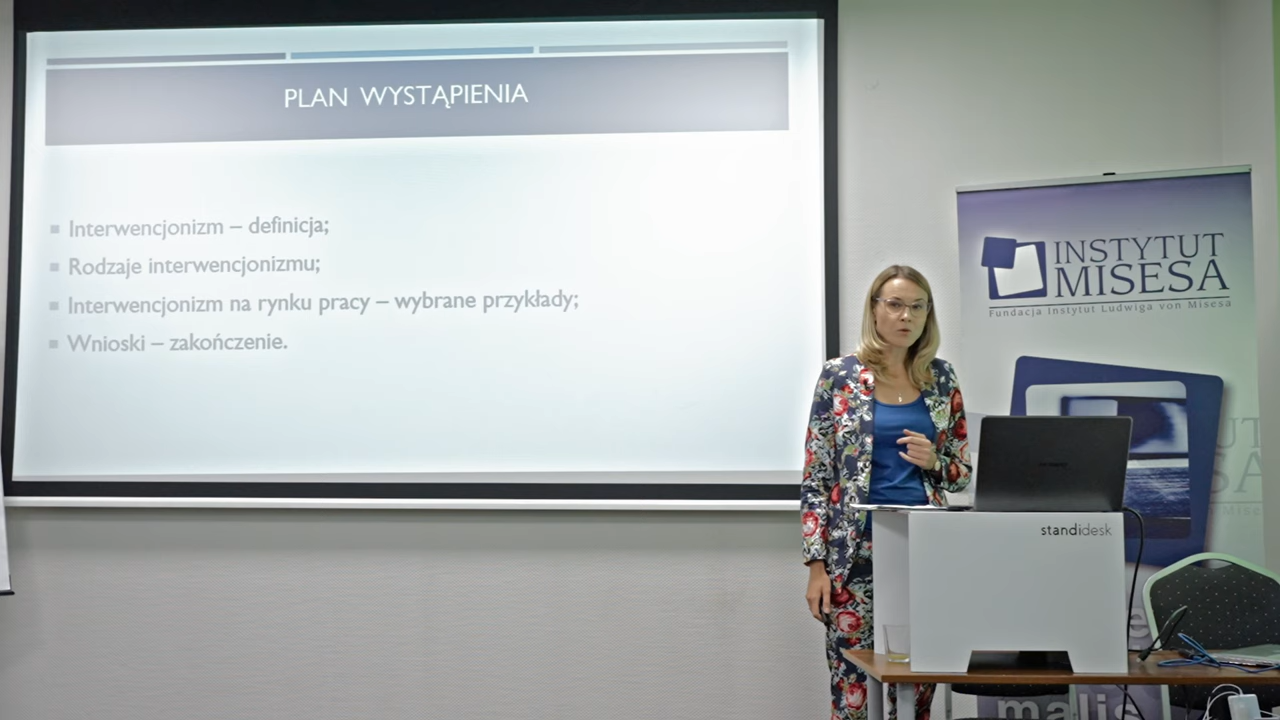 PLAN WYSTĄPIENIA
Interwencjonizm – definicja;
Rodzaje interwencjonizmu;
Interwencjonizm na rynku pracy – wybrane przykłady;
Wnioski – zakończenie.
INSTYTUT
MISESA
Fundacja Instytut Ludwiga von Misesa
standidesk
malis